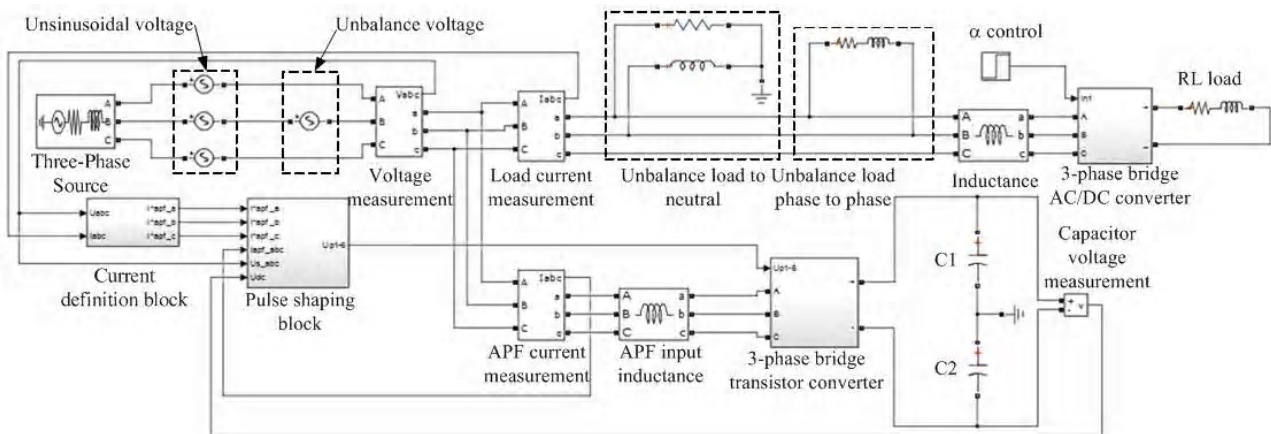 Unsinusoidal voltage
Unbalance voltage
α control
RL load
A
B
C
Three-Phase
Source
A
B
C
Vabc
a
b
c
Voltage
measurement
A
B
C
Iabc
a
b
c
Load current
measurement
Unbalance load to
neutral
Unbalance load
phase to phase
A
B
C
a
b
c
Inductance
In1
A
B
C
3-phase bridge
AC/DC converter
Uabc
Iabc
I*apf_a
I*apf_b
I*apf_c
Current
definition block
I*apf_a
I*apf_b
I*apf_c
Iapf_abc
Us_abc
Udc
Up1-6
Pulse shaping
block
A
B
C
Iabc
a
b
c
APF current
measurement
A
B
C
a
b
c
APF input
inductance
Up1-6
A
B
C
3-phase bridge
transistor converter
C1
C2
Capacitor
voltage
measurement
+
-
v